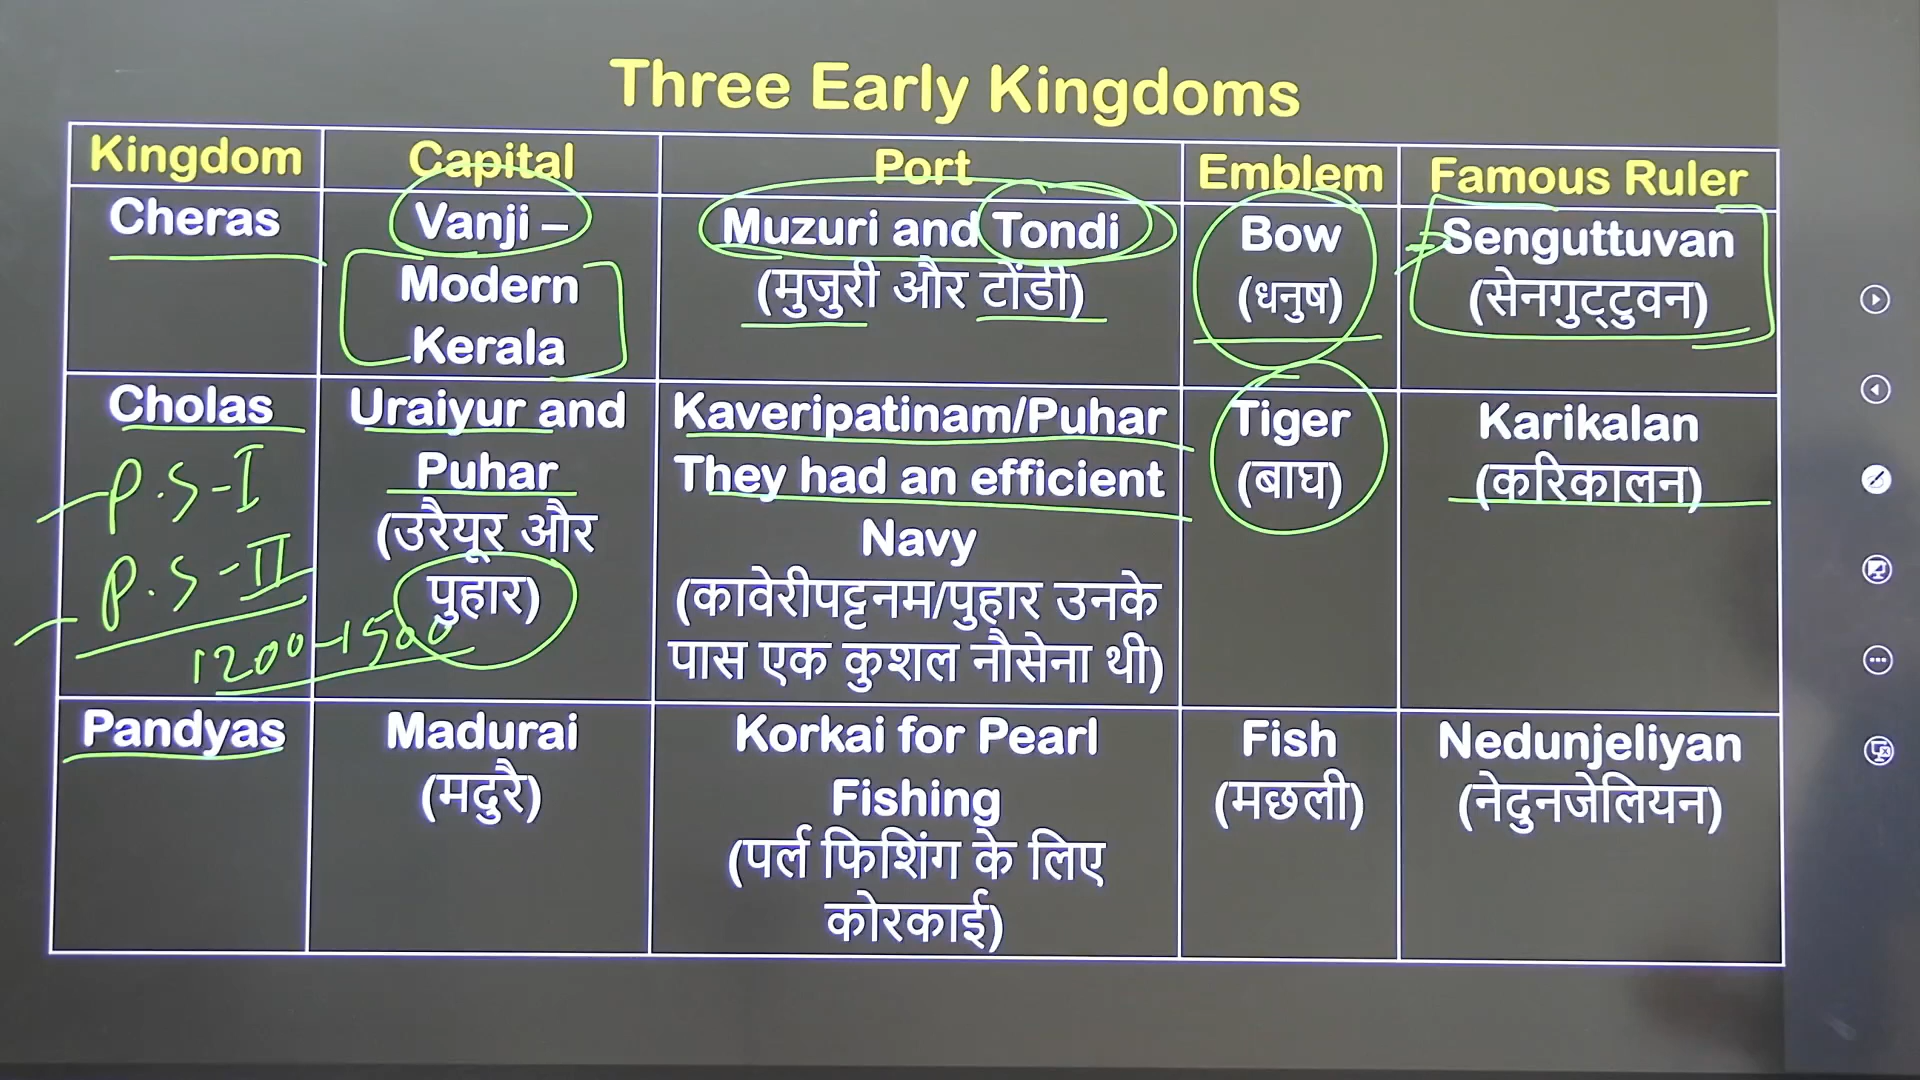 Three Early Kingdoms
Kingdom
Capital
Port
Emblem
Famous Ruler
Cheras
Vanji –
Modern
Kerala
Muzuri and Tondi
(मुजुरी और टोंडी)
Bow
(धनुष)
Senguttuvan
(सेनगुट्टुवन)
Cholas
P.S-I
P.S-II
1200-1500
Uraiyur and
Puhar
(उरैयूर और
पुहार)
Kaveripatinam/Puhar
They had an efficient
Navy
(कावेरीपट्टनम/पुहार उनके
पास एक कुशल नौसेना थी)
Tiger
(बाघ)
Karikalan
(करिकालन)
Pandyas
Madurai
(मदुरै)
Korkai for Pearl
Fishing
(पर्ल फिशिंग के लिए
कोरकाई)
Fish
(मछली)
Nedunjeliyan
(नेदुनजेलियन)